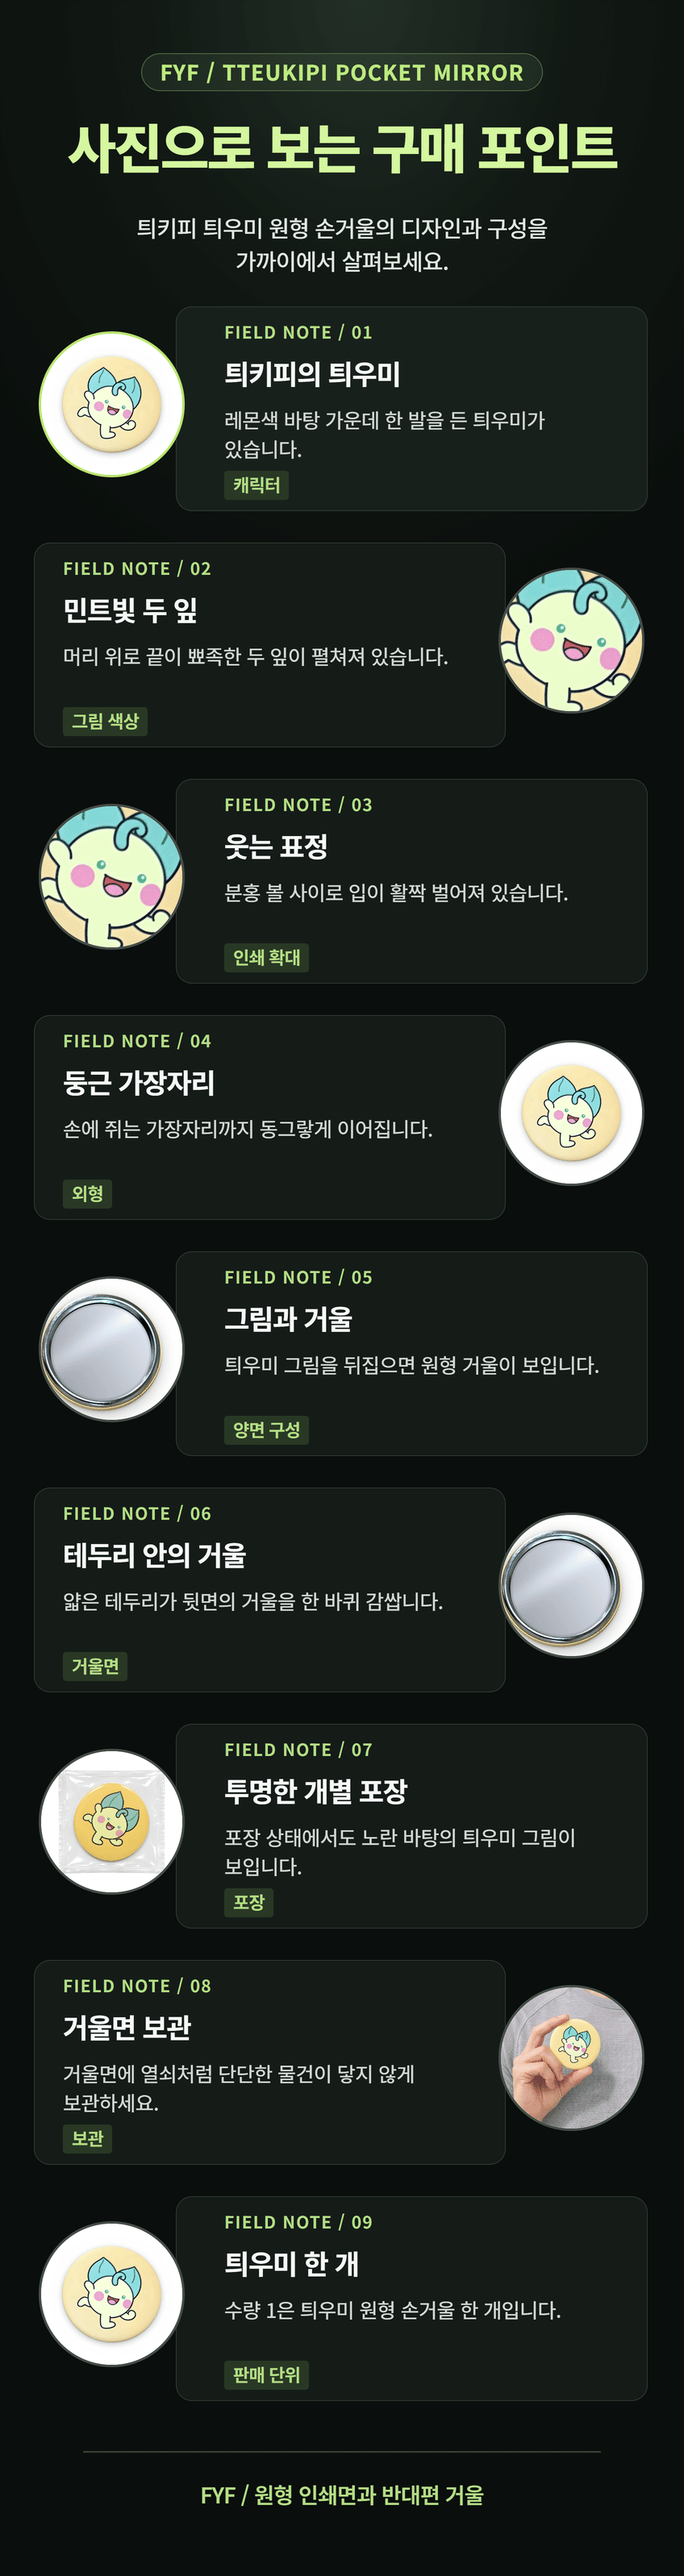 FYF / TTEUKIPI POCKET MIRROR
사진으로 보는 구매 포인트
틔키피 틔우미 원형 손거울의 디자인과 구성을
가까이에서 살펴보세요.
FIELD NOTE / 01
틔키피의 틔우미
레몬색 바탕 가운데 한 발을 든 틔우미가
있습니다.
캐릭터
FIELD NOTE / 02
민트빛 두 잎
머리 위로 끝이 뾰족한 두 잎이 펼쳐져 있습니다.
그림 색상
FIELD NOTE / 03
웃는 표정
분홍 볼 사이로 입이 활짝 벌어져 있습니다.
인쇄 확대
FIELD NOTE / 04
둥근 가장자리
손에 쥐는 가장자리까지 동그랗게 이어집니다.
외형
FIELD NOTE / 05
그림과 거울
틔우미 그림을 뒤집으면 원형 거울이 보입니다.
양면 구성
FIELD NOTE / 06
테두리 안의 거울
얇은 테두리가 뒷면의 거울을 한 바퀴 감쌉니다.
거울면
FIELD NOTE / 07
투명한 개별 포장
포장 상태에서도 노란 바탕의 틔우미 그림이
보입니다.
포장
FIELD NOTE / 08
거울면 보관
거울면에 열쇠처럼 단단한 물건이 닿지 않게
보관하세요.
보관
FIELD NOTE / 09
틔우미 한 개
수량 1은 틔우미 원형 손거울 한 개입니다.
판매 단위
FYF / 원형 인쇄면과 반대편 거울